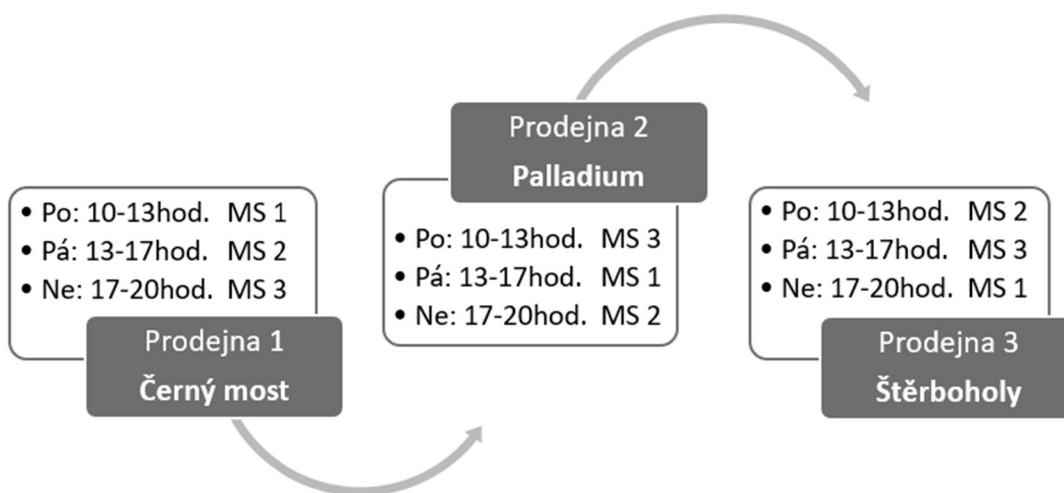 • Po: 10-13hod. MS 1
• Pá: 13-17hod. MS 2
• Ne: 17-20hod. MS 3
Prodejna 1
Černý most
Prodejna 2
Palladium
• Po: 10-13hod. MS 3
• Pá: 13-17hod. MS 1
• Ne: 17-20hod. MS 2
• Po: 10-13hod. MS 2
• Pá: 13-17hod. MS 3
• Ne: 17-20hod. MS 1
Prodejna 3
Štěrboholy